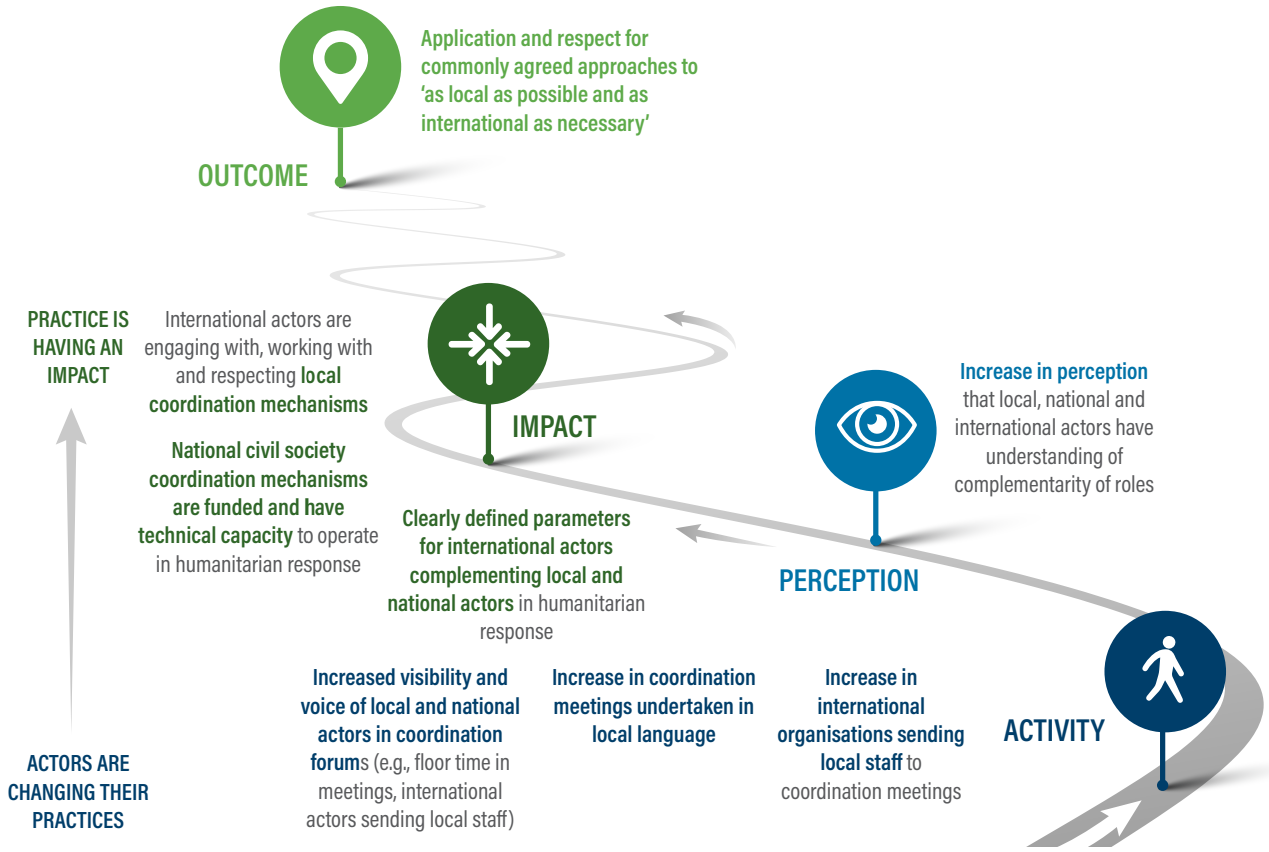 Application and respect for
commonly agreed approaches to
‘as local as possible and as
international as necessary’
OUTCOME
PRACTICE IS
HAVING AN
IMPACT
International actors are
engaging with, working with
and respecting local
coordination mechanisms
National civil society
coordination mechanisms
are funded and have
technical capacity to operate
in humanitarian response
IMPACT
Clearly defined parameters
for international actors
complementing local and
national actors in humanitarian
response
Increase in perception
that local, national and
international actors have
understanding of
complementarity of roles
PERCEPTION
Increased visibility and
voice of local and national
actors in coordination
forums (e.g., floor time in
meetings, international
actors sending local staff)
Increase in coordination
meetings undertaken in
local language
Increase in
international
organisations sending
local staff to
coordination meetings
ACTIVITY
ACTORS ARE
CHANGING THEIR
PRACTICES